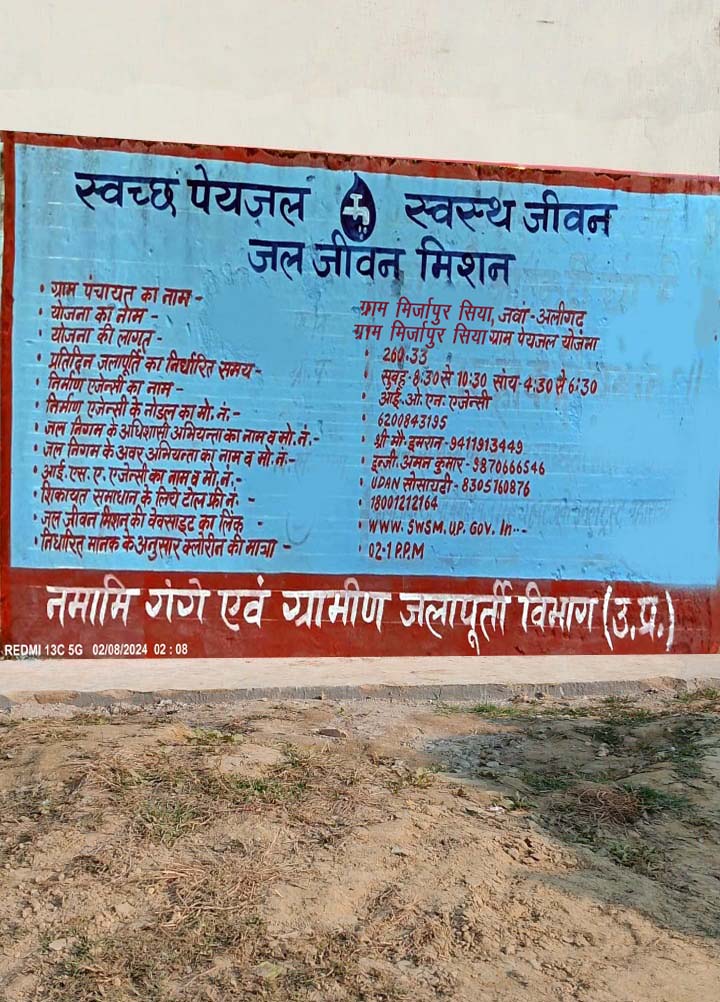 स्वच्छ पेयजल स्वस्थ जीवन
जल जीवन मिशन
• ग्राम पंचायत का नाम - ग्राम मिर्जापुर सिया, जवां - अलीगढ़
• योजना का नाम - ग्राम मिर्जापुर सिया ग्राम पेयजल योजना
• योजना की लागत - • 260.33
• प्रतिदिन जलापूर्ति का निर्धारित समय - • सुबह - 8:30 से 10:30 सांय - 4:30 से 6:30
• निर्माण एजेन्सी का नाम - • आई. ओ. एन. एजेन्सी
• निर्माण एजेन्सी के नोडल का मो. नं. - • 6200843195
• जल निगम के अधिशासी अभियन्ता का नाम व मो. नं. - • श्री मौ. इमरान - 9411913449
• जल निगम के अवर अभियन्ता का नाम व मो. नं. - • इन्जी. अमन कुमार - 9870666546
• आई. एस. ए. एजेन्सी का नाम व मो. नं. - • UDAN सोसायटी - 8305160876
• शिकायत समाधान के लिये टोल फ्री नं. - • 18001212164
• जल जीवन मिशन की वेबसाइट का लिंक - • WWW. SWSM. UP. GOV. In --
• निर्धारित मानक के अनुसार क्लोरीन की मात्रा - • 02-1 P.P.M
नमामि गंगे एवं ग्रामीण जलापूर्ती विभाग (उ.प्र.)
REDMI 13C 5G 02/08/2024 02 : 08